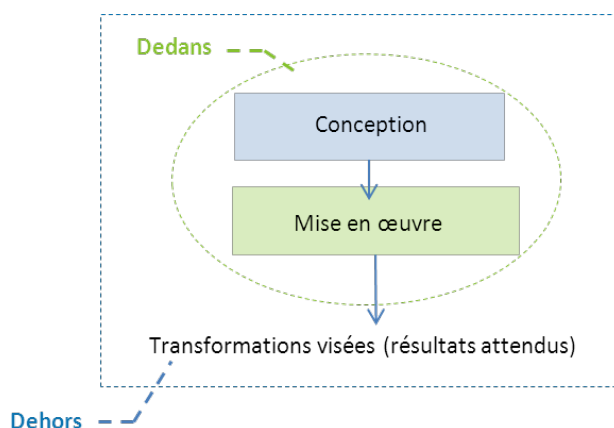 Dedans
Conception
Mise en œuvre
Transformations visées (résultats attendus)
Dehors